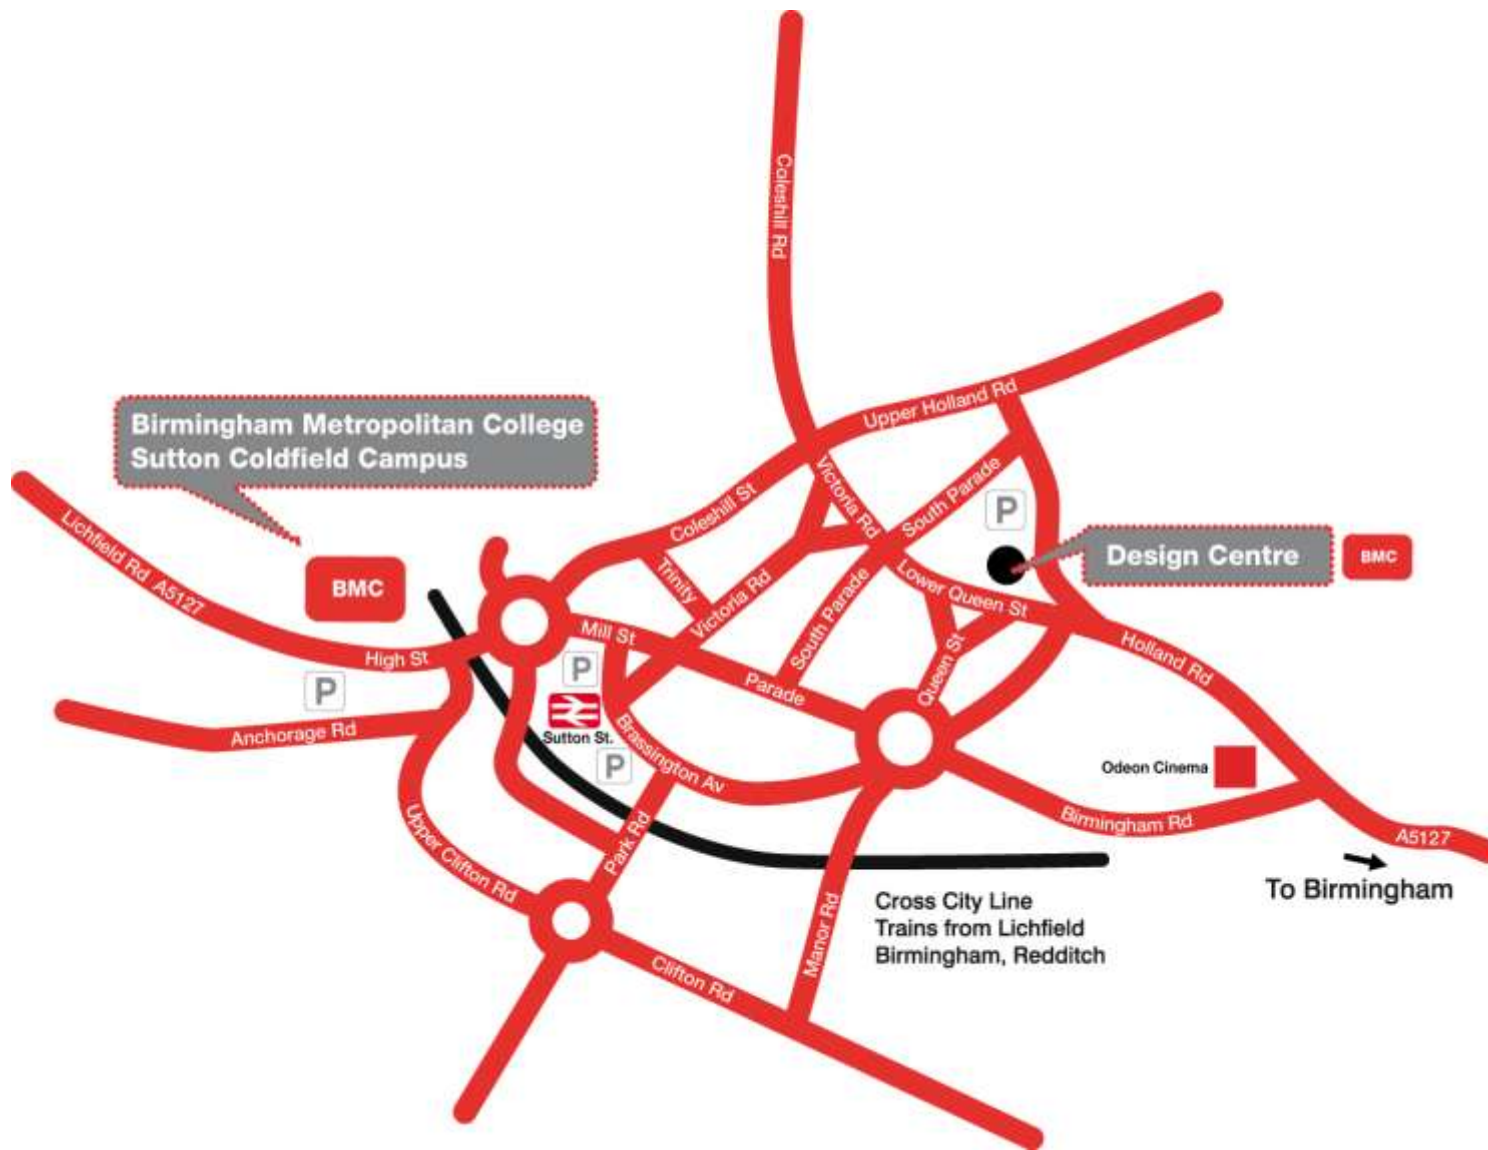 Coleshill Rd
Upper Holland Rd
Birmingham Metropolitan College
Sutton Coldfield Campus
Victoria Rd
South Parade
Coleshill St
P
Lichfield Rd A5127
Design Centre
BMC
BMC
Trinity
Victoria Rd
South Parade
Lower Queen St
Mill St
High St
Queen St
Holland Rd
P
P
Parade
Anchorage Rd
Sutton St.
Brassington Av
P
Odeon Cinema
Birmingham Rd
A5127
Upper Clifton Rd
Park Rd
To Birmingham
Manor Rd
Cross City Line
Trains from Lichfield
Birmingham, Redditch
Clifton Rd